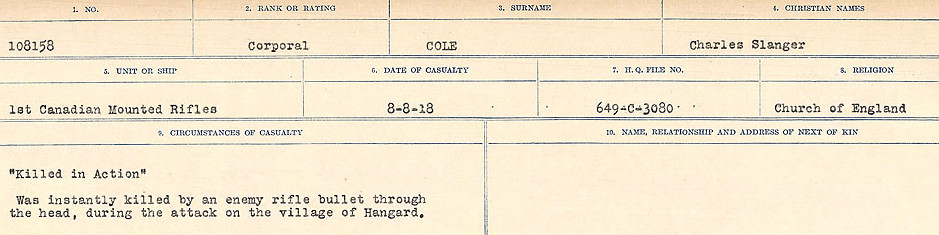 1. NO. 2. RANK OR RATING 3. SURNAME 4. CHRISTIAN NAMES
108158 Corporal COLE Charles Slanger
5. UNIT OR SHIP 6. DATE OF CASUALTY 7. H.Q. FILE NO. 8. RELIGION
1st Canadian Mounted Rifles 8-8-18 649-C-3080 Church of England
9. CIRCUMSTANCES OF CASUALTY 10. NAME, RELATIONSHIP AND ADDRESS OF NEXT OF KIN
"Killed in Action"
Was instantly killed by an enemy rifle bullet through
the head, during the attack on the village of Hangard.